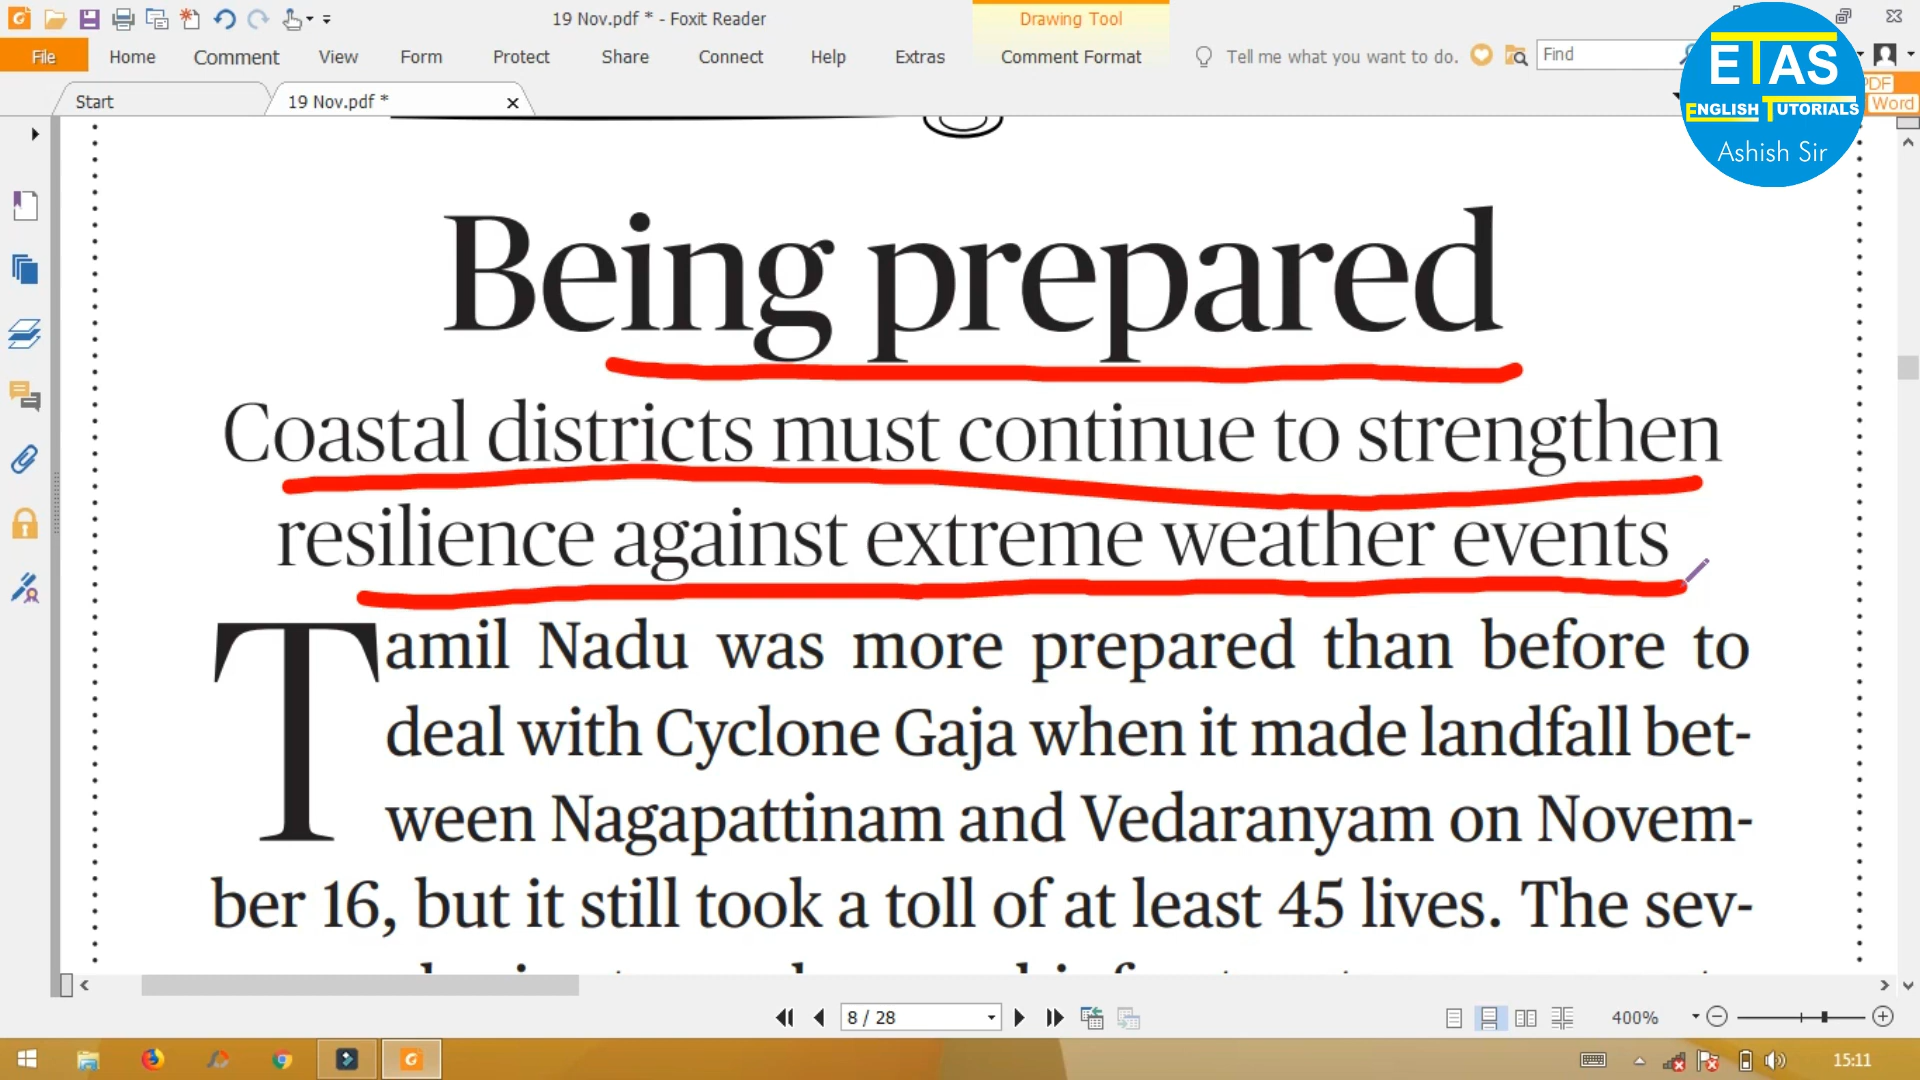 19 Nov.pdf * - Foxit Reader
Drawing Tool
File
Home
Comment
View
Form
Protect
Share
Connect
Help
Extras
Comment Format
Tell me what you want to do.
Find
ETAS
ENGLISH TUTORIALS
Ashish Sir
PDF
Word
Start
19 Nov.pdf *
Being prepared
Coastal districts must continue to strengthen
resilience against extreme weather events
Tamil Nadu was more prepared than before to
deal with Cyclone Gaja when it made landfall bet-
ween Nagapattinam and Vedaranyam on Novem-
ber 16, but it still took a toll of at least 45 lives. The sev-
8 / 28
400%
15:11